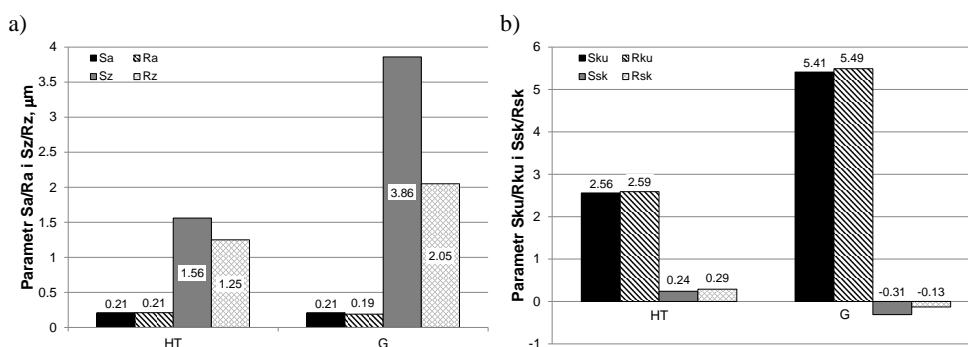 a)
Parametr Sa/Ra i Sz/Rz, µm
4
3.5
3
2.5
2
1.5
1
0.5
0
Sa Ra
Sz Rz
0.21 0.21 1.56 1.25
0.21 0.19 3.86 2.05
HT G
b)
Parametr Sku/Rku i Ssk/Rsk
6
5
4
3
2
1
0
-1
Sku Rku
Ssk Rsk
2.56 2.59 0.24 0.29
5.41 5.49 -0.31 -0.13
HT G